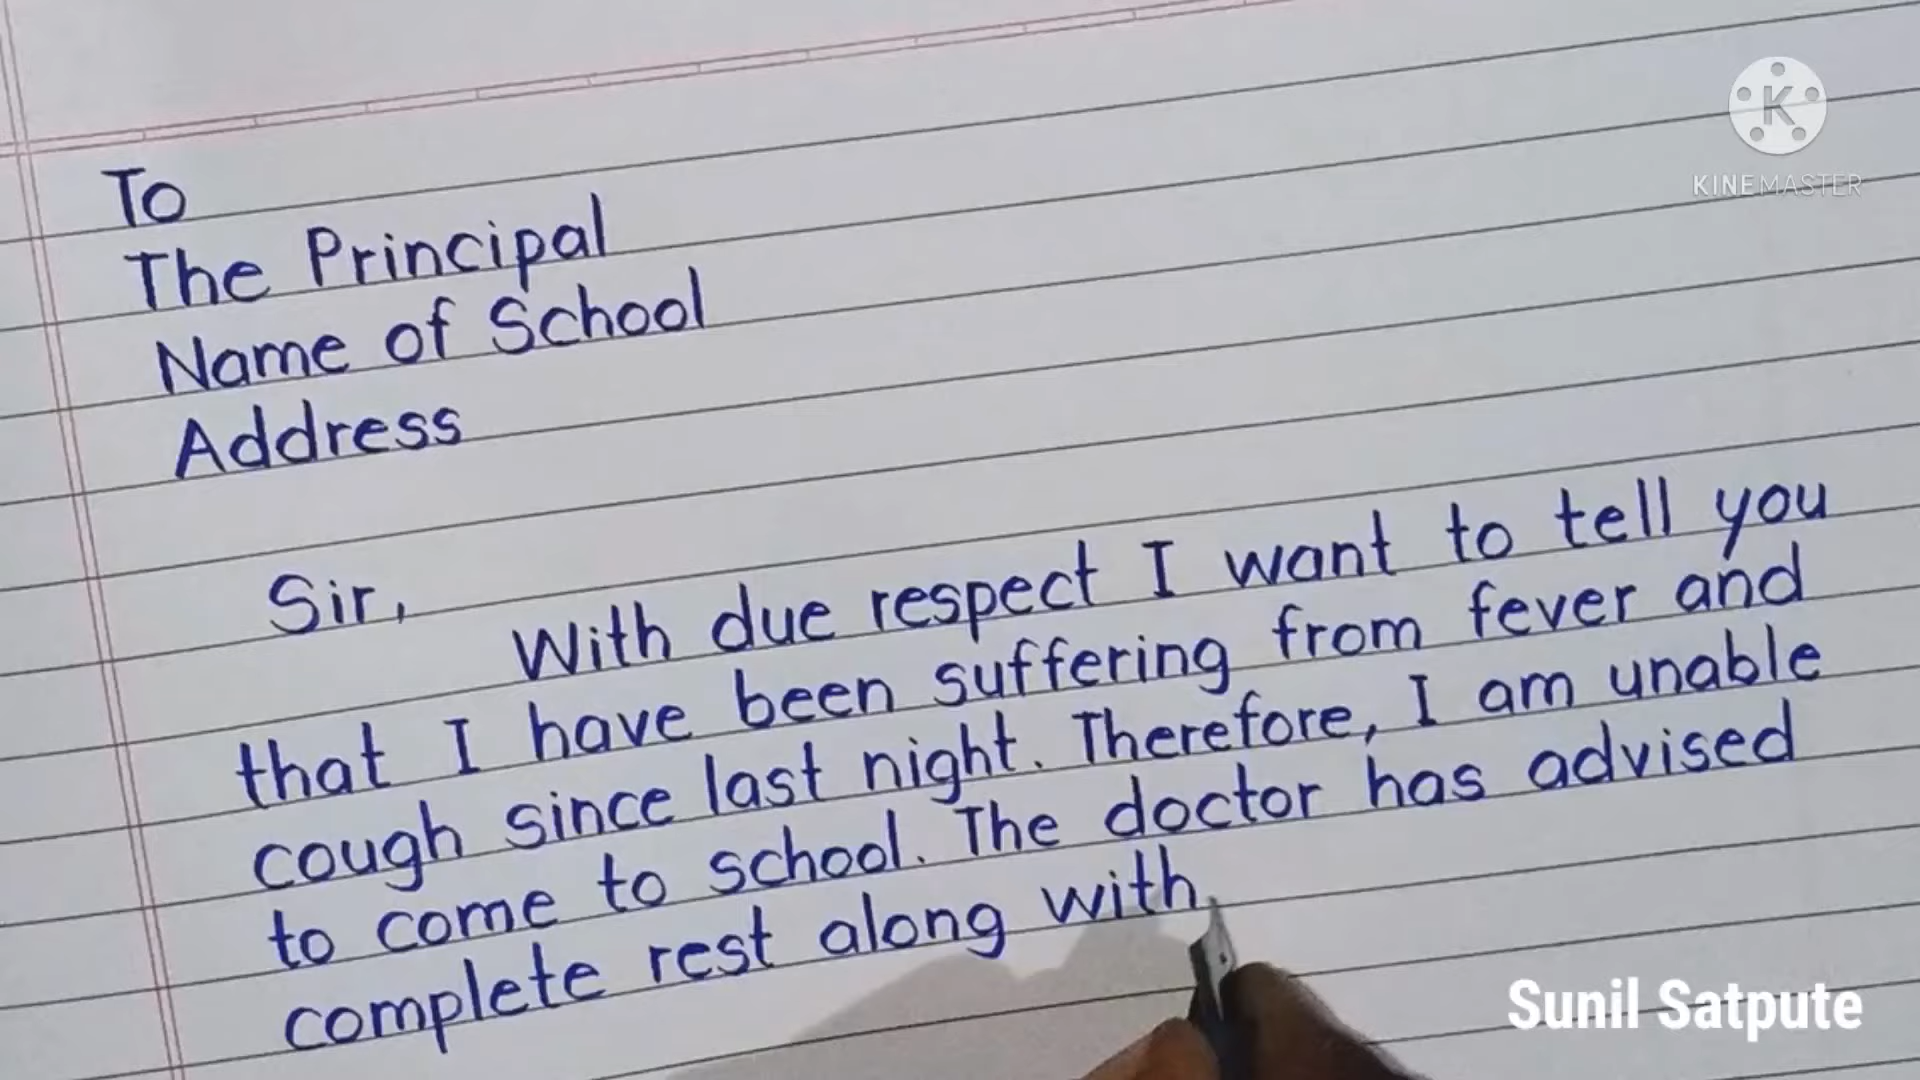 To
The Principal
Name of School
Address
Sir,
With due respect I want to tell you
that I have been suffering from fever and
cough since last night. Therefore, I am unable
to come to school. The doctor has advised
complete rest along with
K
KINEMASTER
Sunil Satpute